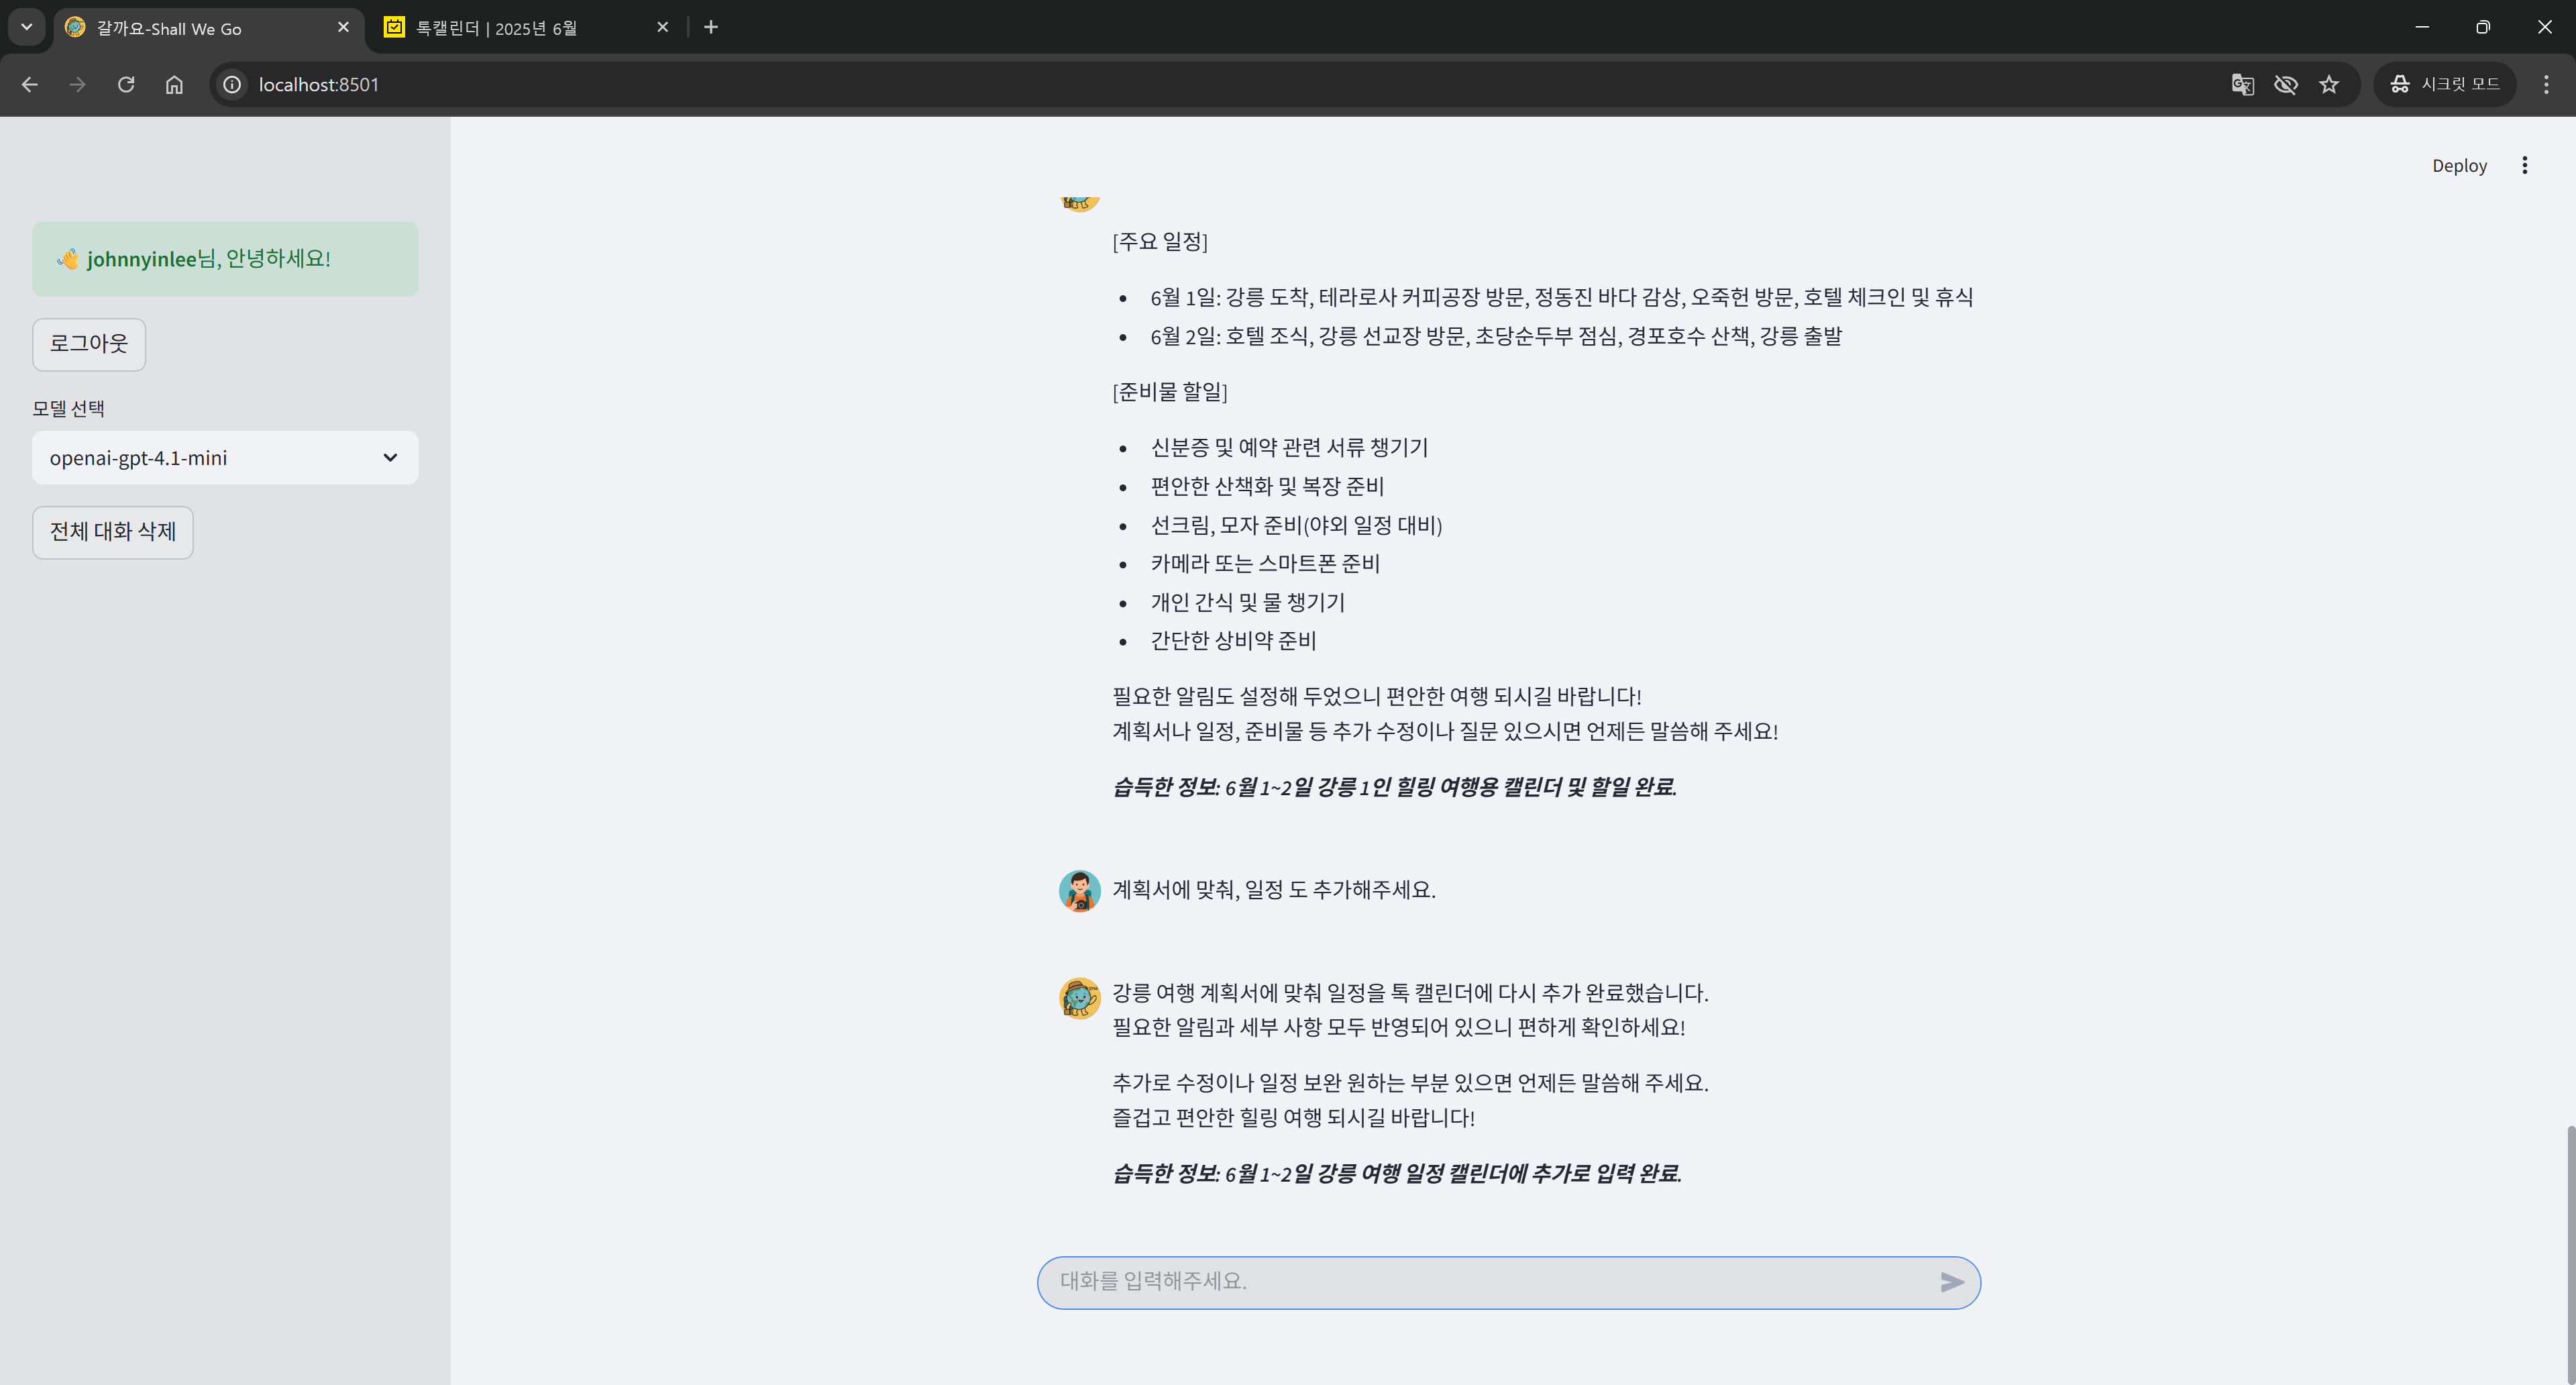 갈까요-Shall We Go
톡캘린더 | 2025년 6월
localhost:8501
시크릿 모드
Deploy
johnnyinlee님, 안녕하세요!
로그아웃
모델 선택
openai-gpt-4.1-mini
전체 대화 삭제
[주요 일정]
6월 1일: 강릉 도착, 테라로사 커피공장 방문, 정동진 바다 감상, 오죽헌 방문, 호텔 체크인 및 휴식
6월 2일: 호텔 조식, 강릉 선교장 방문, 초당순두부 점심, 경포호수 산책, 강릉 출발
[준비물 할일]
신분증 및 예약 관련 서류 챙기기
편안한 산책화 및 복장 준비
선크림, 모자 준비(야외 일정 대비)
카메라 또는 스마트폰 준비
개인 간식 및 물 챙기기
간단한 상비약 준비
필요한 알림도 설정해 두었으니 편안한 여행 되시길 바랍니다!
계획서나 일정, 준비물 등 추가 수정이나 질문 있으시면 언제든 말씀해 주세요!
습득한 정보: 6월 1~2일 강릉 1인 힐링 여행용 캘린더 및 할일 완료.
계획서에 맞춰, 일정 도 추가해주세요.
강릉 여행 계획서에 맞춰 일정을 톡 캘린더에 다시 추가 완료했습니다.
필요한 알림과 세부 사항 모두 반영되어 있으니 편하게 확인하세요!
추가로 수정이나 일정 보완 원하는 부분 있으면 언제든 말씀해 주세요.
즐겁고 편안한 힐링 여행 되시길 바랍니다!
습득한 정보: 6월 1~2일 강릉 여행 일정 캘린더에 추가로 입력 완료.
대화를 입력해주세요.